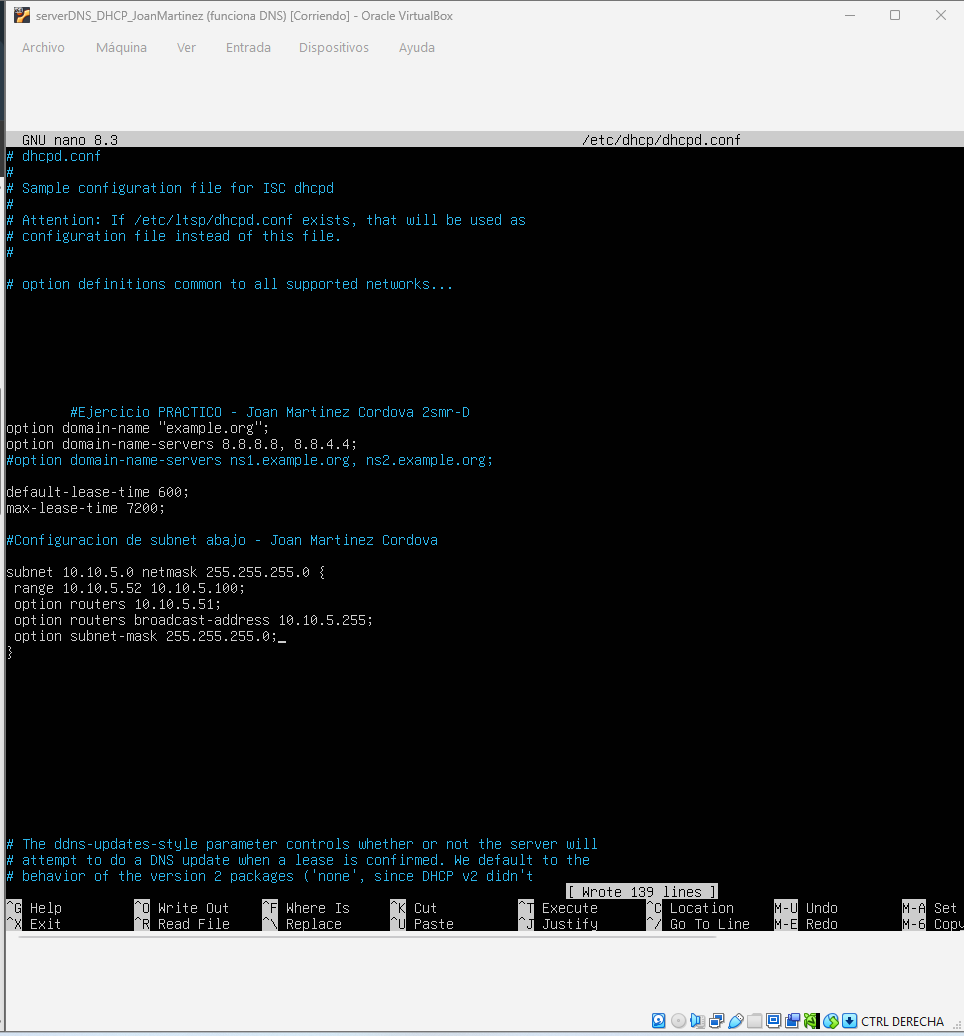 serverDNS_DHCP_JoanMartinez (funciona DNS) [Corriendo] - Oracle VirtualBox
Archivo Máquina Ver Entrada Dispositivos Ayuda
GNU nano 8.3 /etc/dhcp/dhcpd.conf
# dhcpd.conf
#
# Sample configuration file for ISC dhcpd
#
# Attention: If /etc/ltsp/dhcpd.conf exists, that will be used as
# configuration file instead of this file.
#
# option definitions common to all supported networks...
#Ejercicio PRACTICO - Joan Martinez Cordova 2smr-D
option domain-name "example.org";
option domain-name-servers 8.8.8.8, 8.8.4.4;
#option domain-name-servers ns1.example.org, ns2.example.org;
default-lease-time 600;
max-lease-time 7200;
#Configuracion de subnet abajo - Joan Martinez Cordova
subnet 10.10.5.0 netmask 255.255.255.0 {
range 10.10.5.52 10.10.5.100;
option routers 10.10.5.51;
option routers broadcast-address 10.10.5.255;
option subnet-mask 255.255.255.0;
}
# The ddns-updates-style parameter controls whether or not the server will
# attempt to do a DNS update when a lease is confirmed. We default to the
# behavior of the version 2 packages ('none', since DHCP v2 didn't
[ Wrote 139 lines ]
^G Help ^O Write Out ^F Where Is ^K Cut ^T Execute ^C Location M-U Undo M-A Set
^X Exit ^R Read File ^\ Replace ^U Paste ^J Justify ^/ Go To Line M-E Redo M-6 Copy
CTRL DERECHA